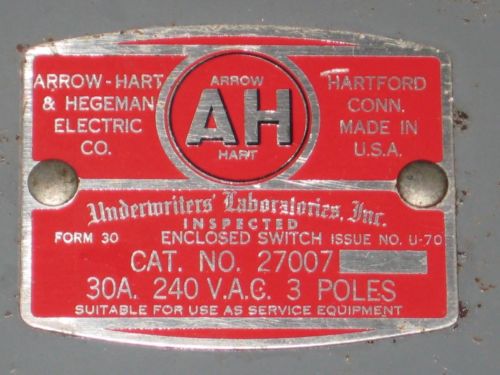 ARROW-HART
& HEGEMAN
ELECTRIC
CO.
ARROW
AH
HART
HARTFORD
CONN.
MADE IN
U.S.A.
Underwriters' Laboratories, Inc.
INSPECTED
FORM 30 ENCLOSED SWITCH ISSUE NO. U-70
CAT. NO. 27007
30A. 240 V.A.C. 3 POLES
SUITABLE FOR USE AS SERVICE EQUIPMENT